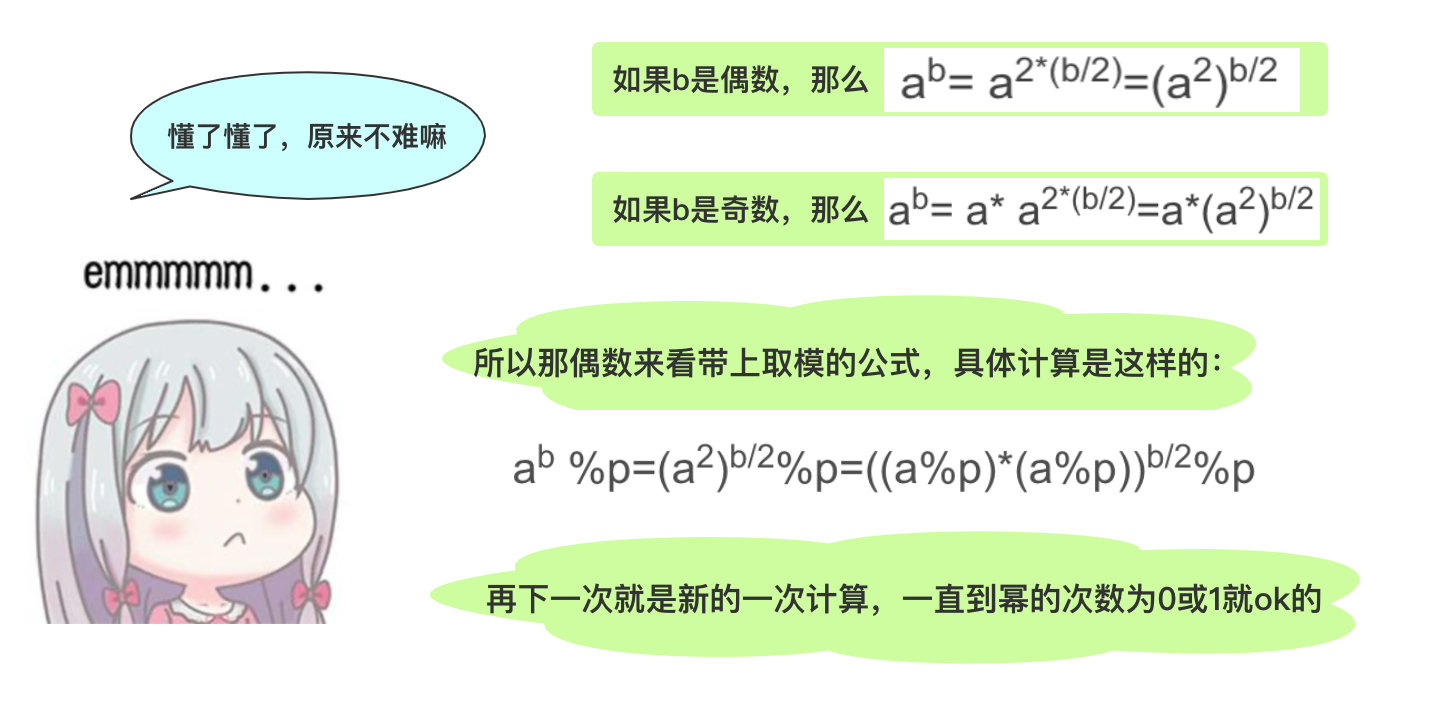 如果b是偶数，那么 a^b= a^2*(b/2)=(a^2)^b/2
懂了懂了，原来不难嘛
如果b是奇数，那么 a^b= a* a^2*(b/2)=a*(a^2)^b/2
emmmmm...
所以那偶数来看带上取模的公式，具体计算是这样的：
a^b %p=(a^2)^b/2%p=((a%p)*(a%p))^b/2%p
再下一次就是新的一次计算，一直到幂的次数为0或1就ok的